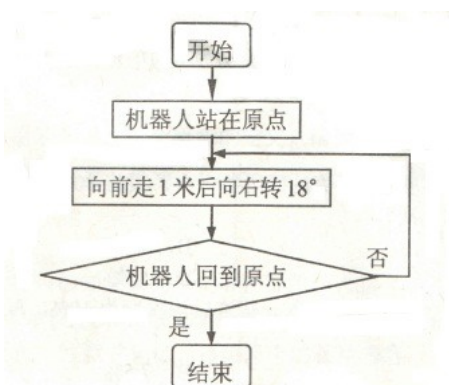 开始
机器人站在原点
向前走1米后向右转18°
机器人回到原点
否
是
结束